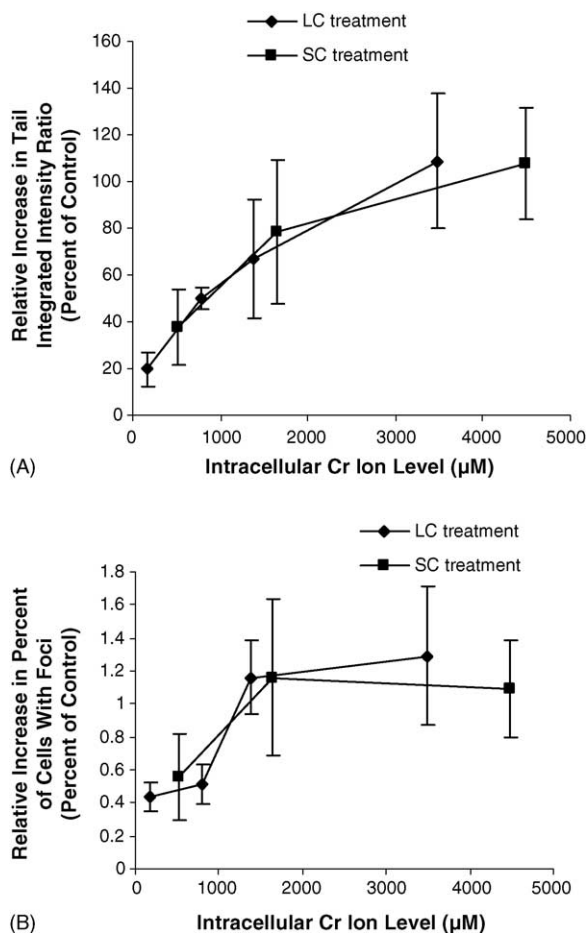 LC treatment
SC treatment
160
140
120
100
80
60
40
20
0
Relative Increase in Tail
Integrated Intensity Ratio
(Percent of Control)
0 1000 2000 3000 4000 5000
Intracellular Cr Ion Level (µM)
(A)
LC treatment
SC treatment
1.8
1.6
1.4
1.2
1
0.8
0.6
0.4
0.2
0
Relative Increase in Percent
of Cells With Foci
(Percent of Control)
0 1000 2000 3000 4000 5000
Intracellular Cr Ion Level (µM)
(B)